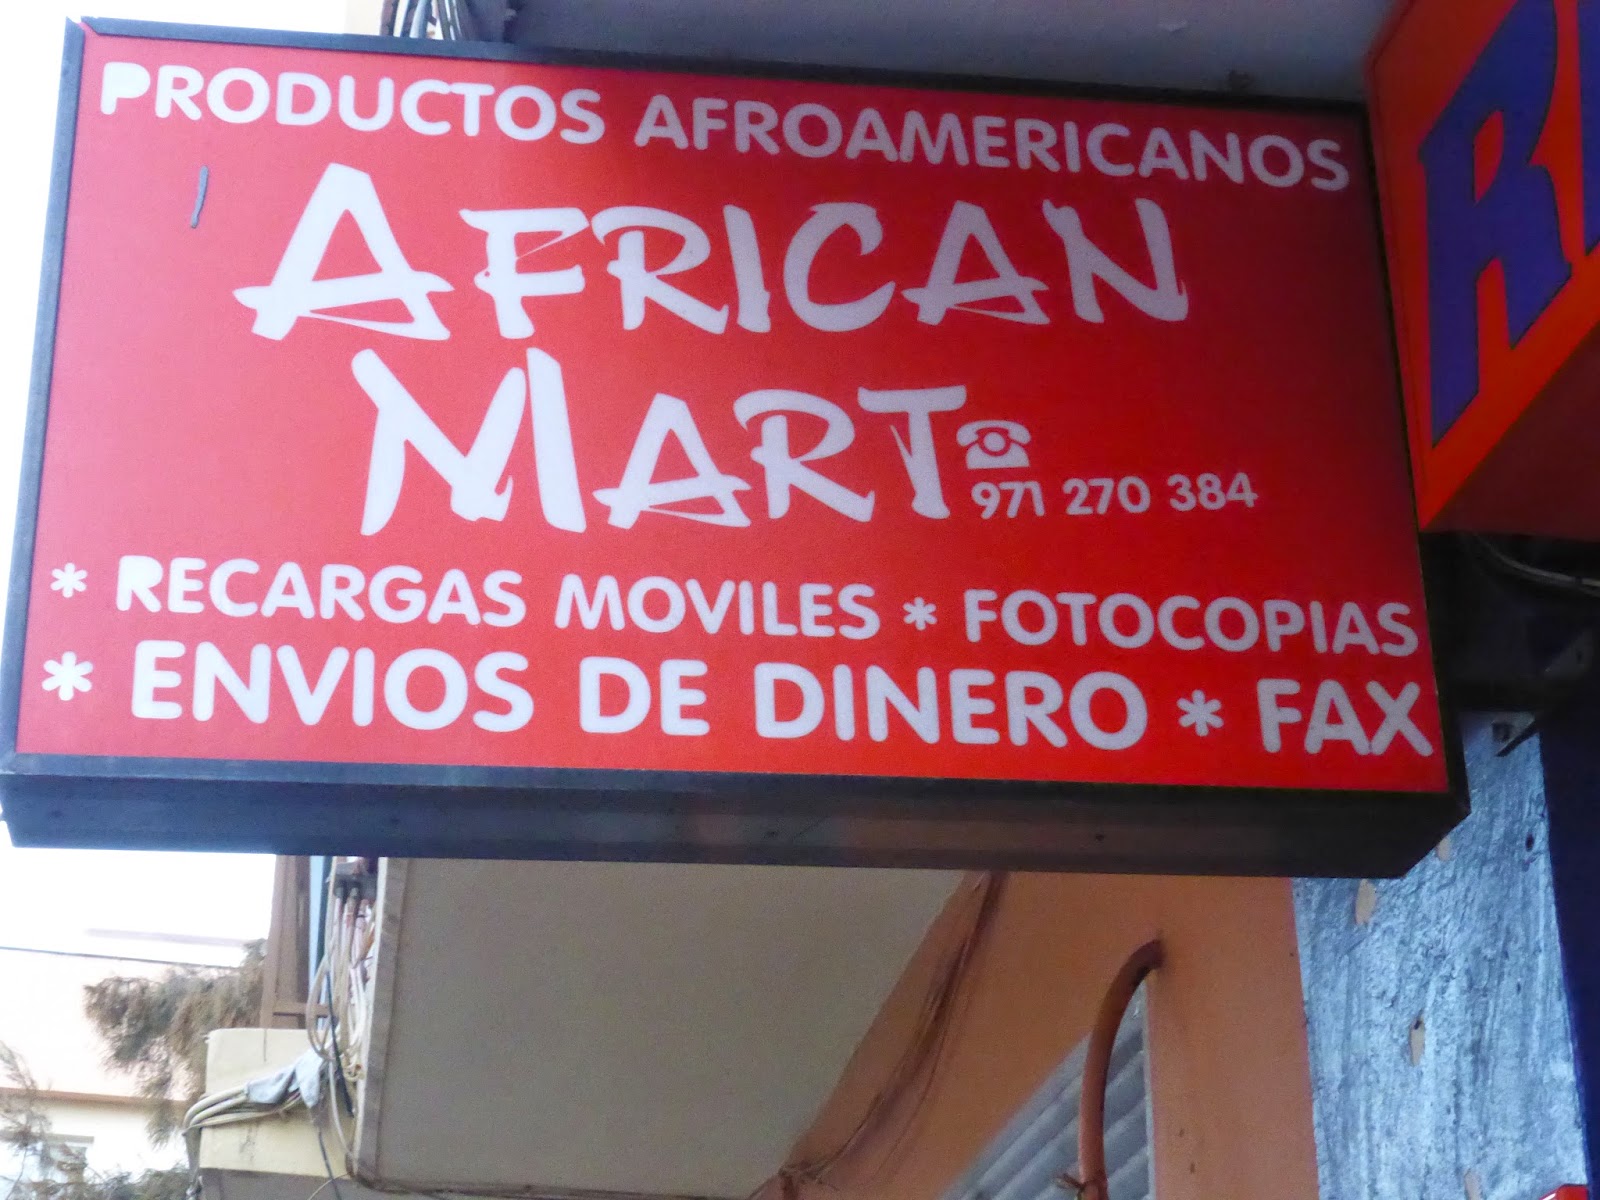 PRODUCTOS AFROAMERICANOS
AFRICAN
MART
971 270 384
* RECARGAS MOVILES * FOTOCOPIAS
* ENVIOS DE DINERO * FAX